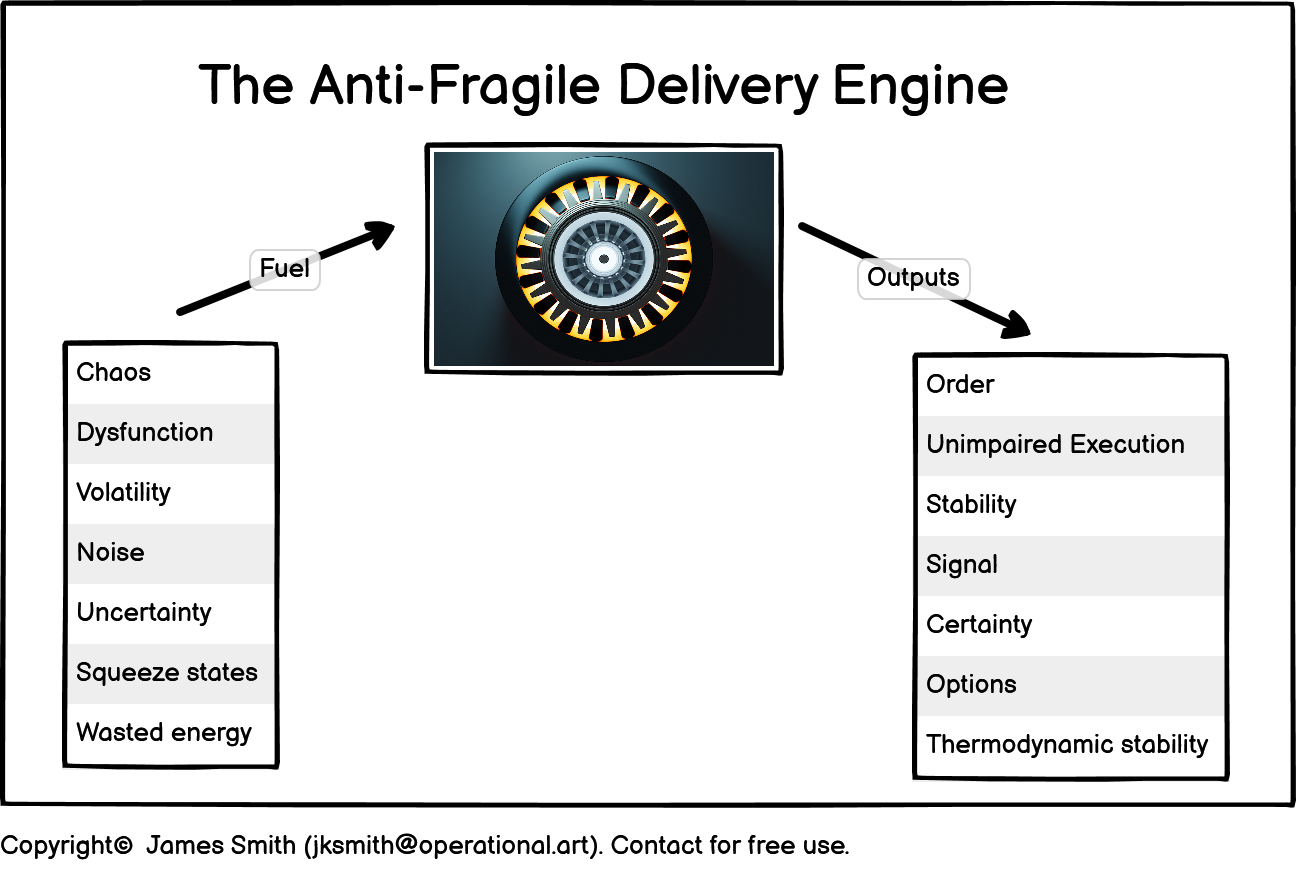 The Anti-Fragile Delivery Engine
Fuel
Outputs
Chaos
Dysfunction
Volatility
Noise
Uncertainty
Squeeze states
Wasted energy
Order
Unimpaired Execution
Stability
Signal
Certainty
Options
Thermodynamic stability
Copyright© James Smith (jksmith@operational.art). Contact for free use.